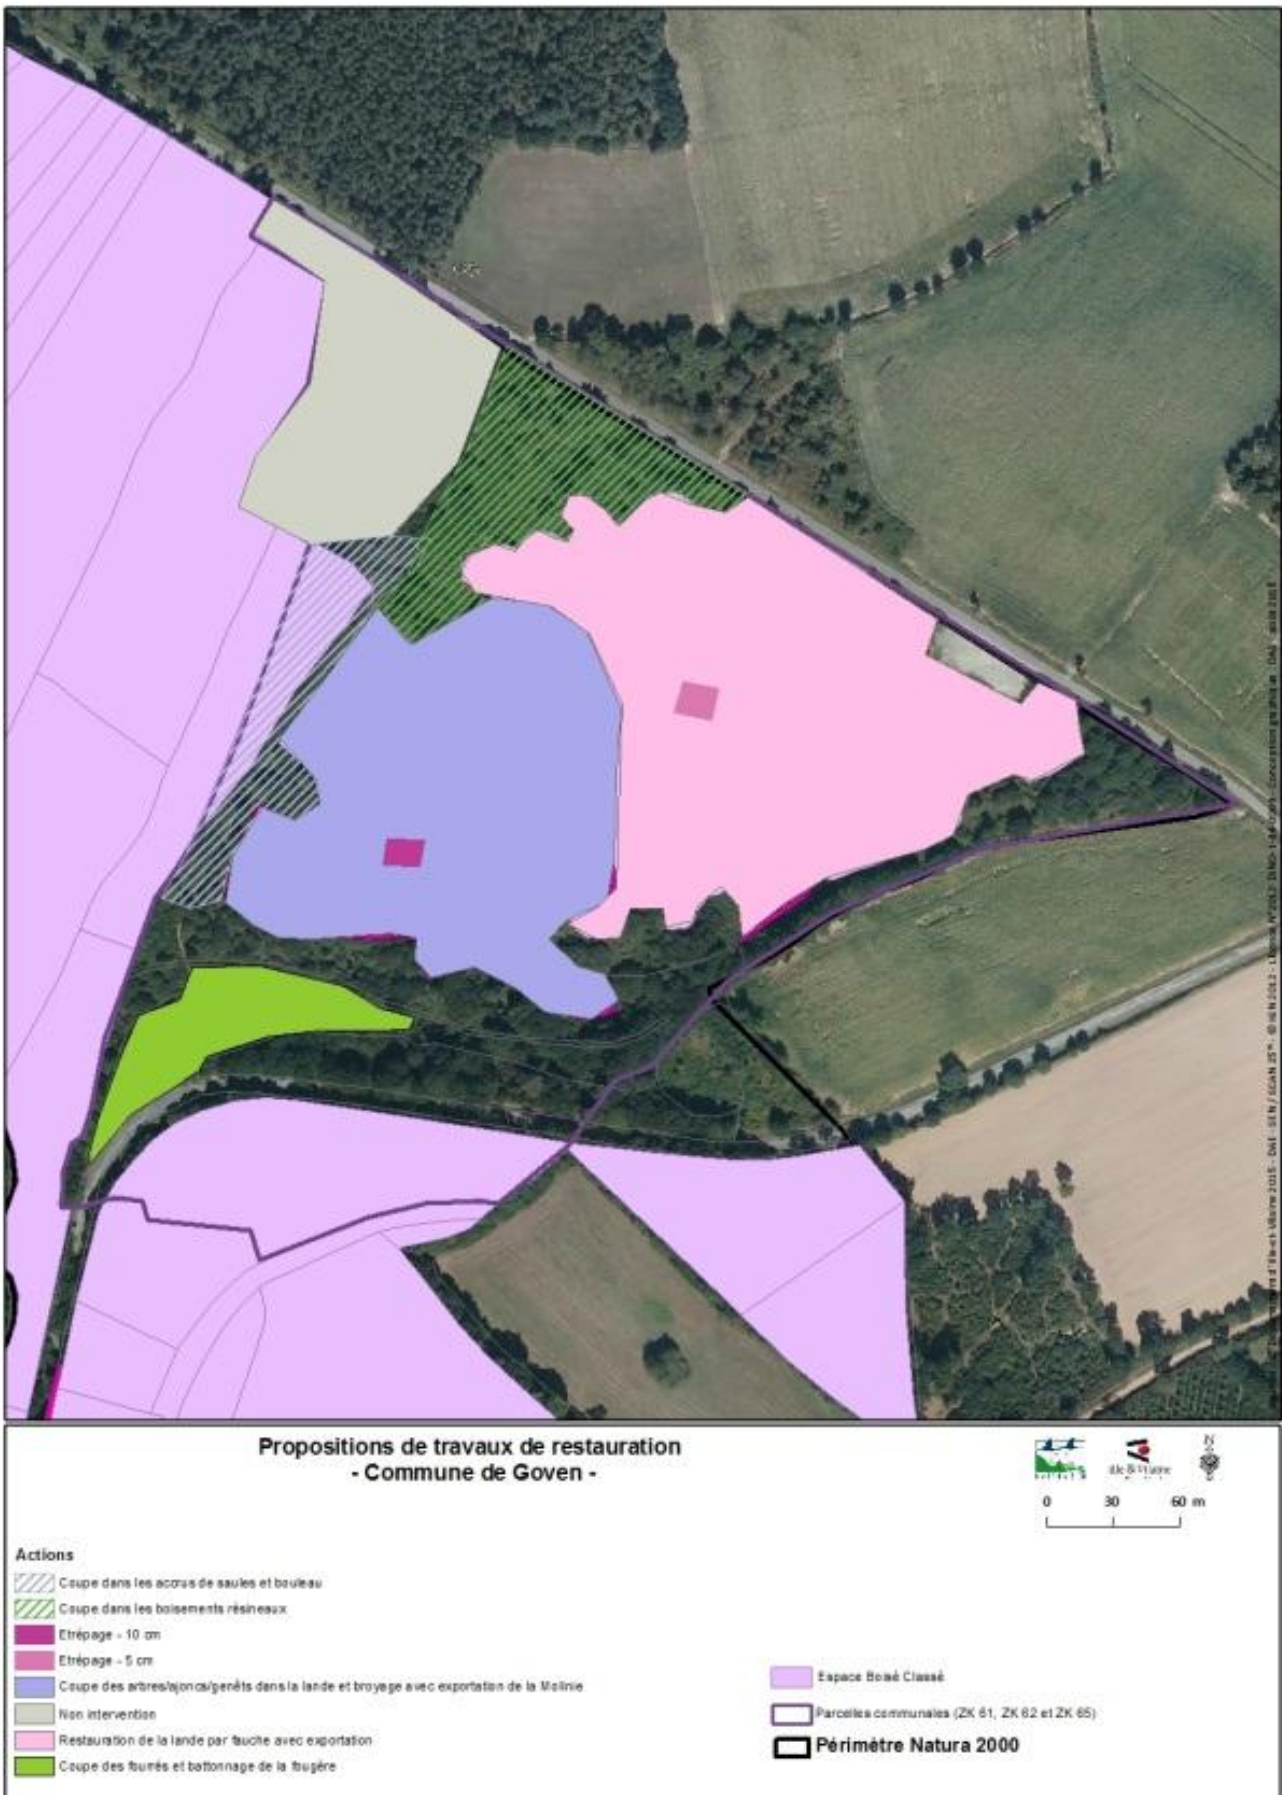 Propositions de travaux de restauration
- Commune de Goven -
N
0 30 60 m
Actions
Coupe dans les accrus de saules et bouleau
Coupe dans les boisements résineaux
Etrépage - 10 cm
Etrépage - 5 cm
Coupe des arbres/ajoncs/genêts dans la lande et broyage avec exportation de la Molinie
Non intervention
Restauration de la lande par fauche avec exportation
Coupe des fourrés et battonnage de la fougère
Espace Boisé Classé
Parcelles communales (ZK 61, ZK 62 et ZK 65)
Périmètre Natura 2000